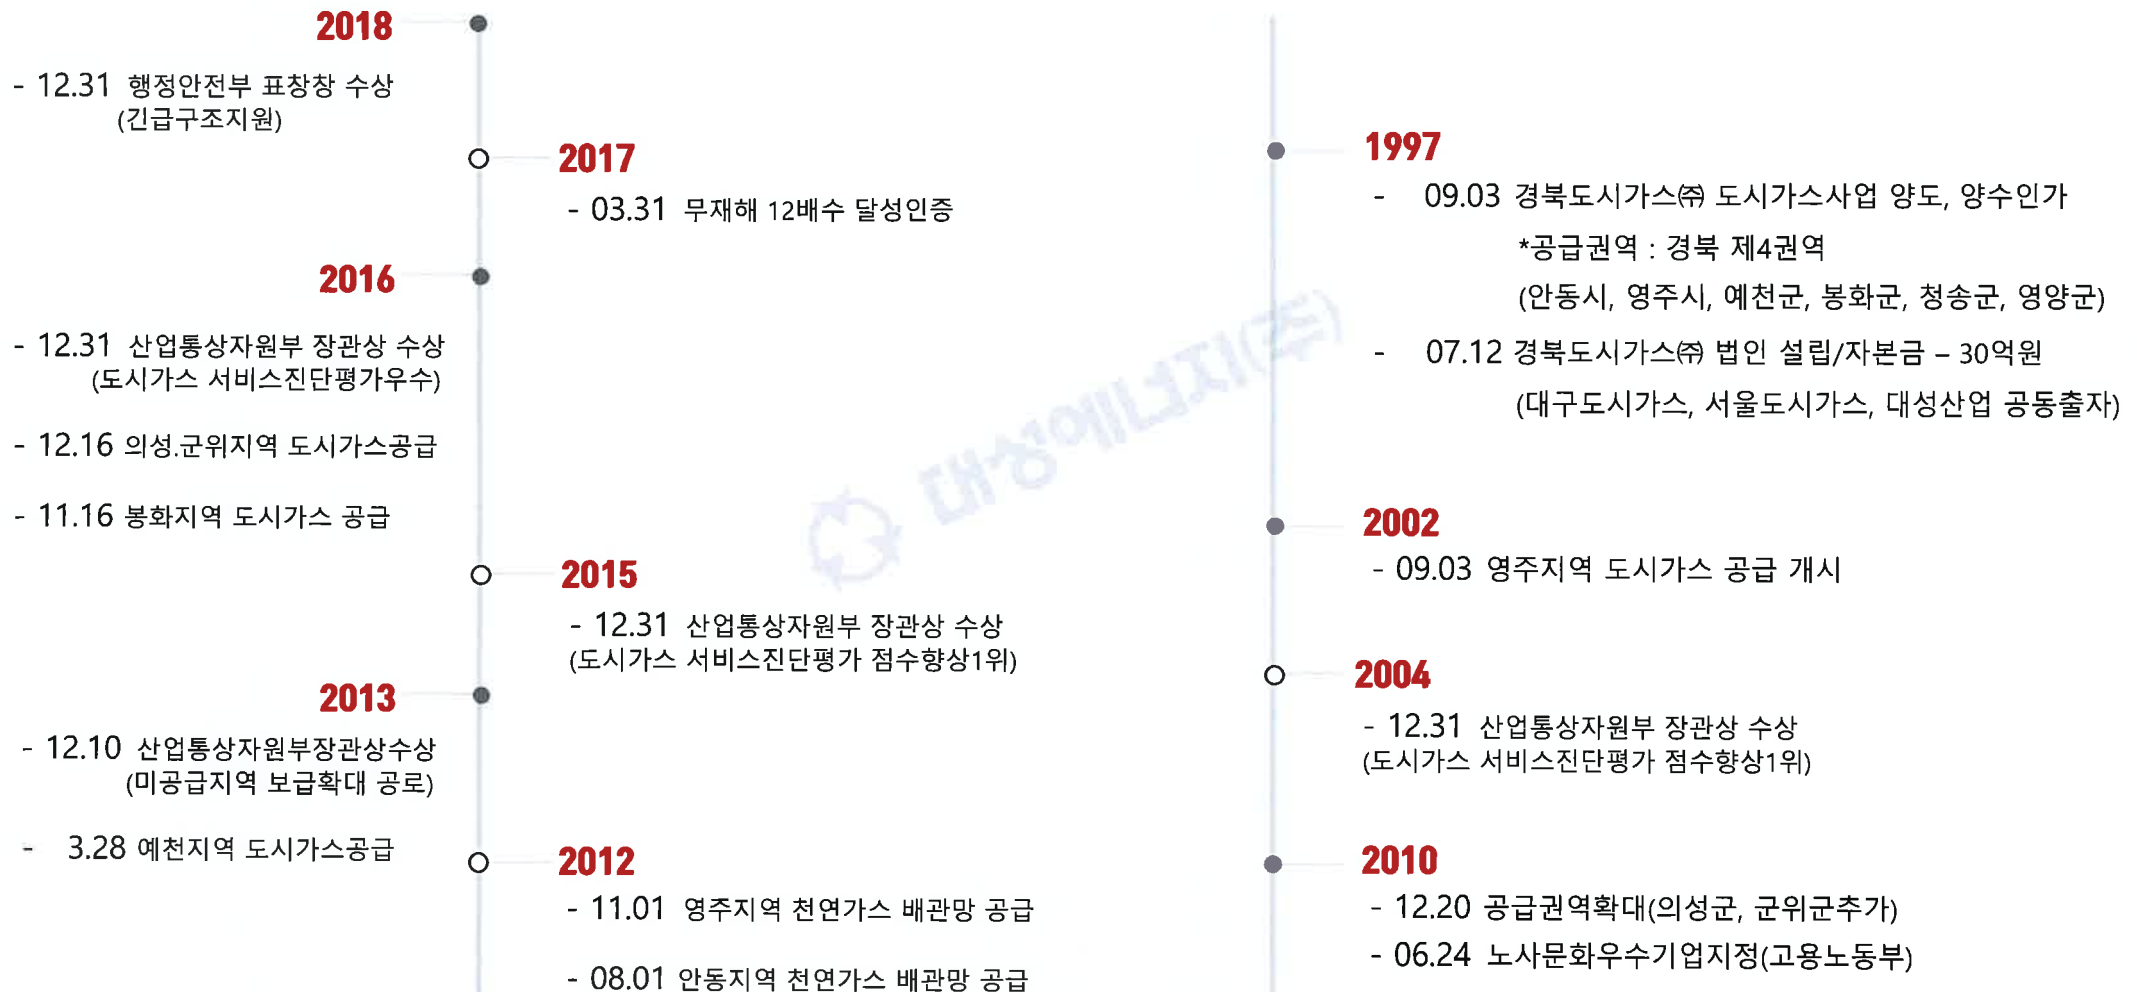 2018
- 12.31 행정안전부 표창창 수상
(긴급구조지원)
2017
- 03.31 무재해 12배수 달성인증
2016
- 12.31 산업통상자원부 장관상 수상
(도시가스 서비스진단평가우수)
- 12.16 의성.군위지역 도시가스공급
- 11.16 봉화지역 도시가스 공급
2015
- 12.31 산업통상자원부 장관상 수상
(도시가스 서비스진단평가 점수향상1위)
2013
- 12.10 산업통상자원부장관상수상
(미공급지역 보급확대 공로)
- 3.28 예천지역 도시가스공급
2012
- 11.01 영주지역 천연가스 배관망 공급
- 08.01 안동지역 천연가스 배관망 공급
대성에너지(주)
1997
- 09.03 경북도시가스㈜ 도시가스사업 양도, 양수인가
*공급권역 : 경북 제4권역
(안동시, 영주시, 예천군, 봉화군, 청송군, 영양군)
- 07.12 경북도시가스㈜ 법인 설립/자본금 – 30억원
(대구도시가스, 서울도시가스, 대성산업 공동출자)
2002
- 09.03 영주지역 도시가스 공급 개시
2004
- 12.31 산업통상자원부 장관상 수상
(도시가스 서비스진단평가 점수향상1위)
2010
- 12.20 공급권역확대(의성군, 군위군추가)
- 06.24 노사문화우수기업지정(고용노동부)